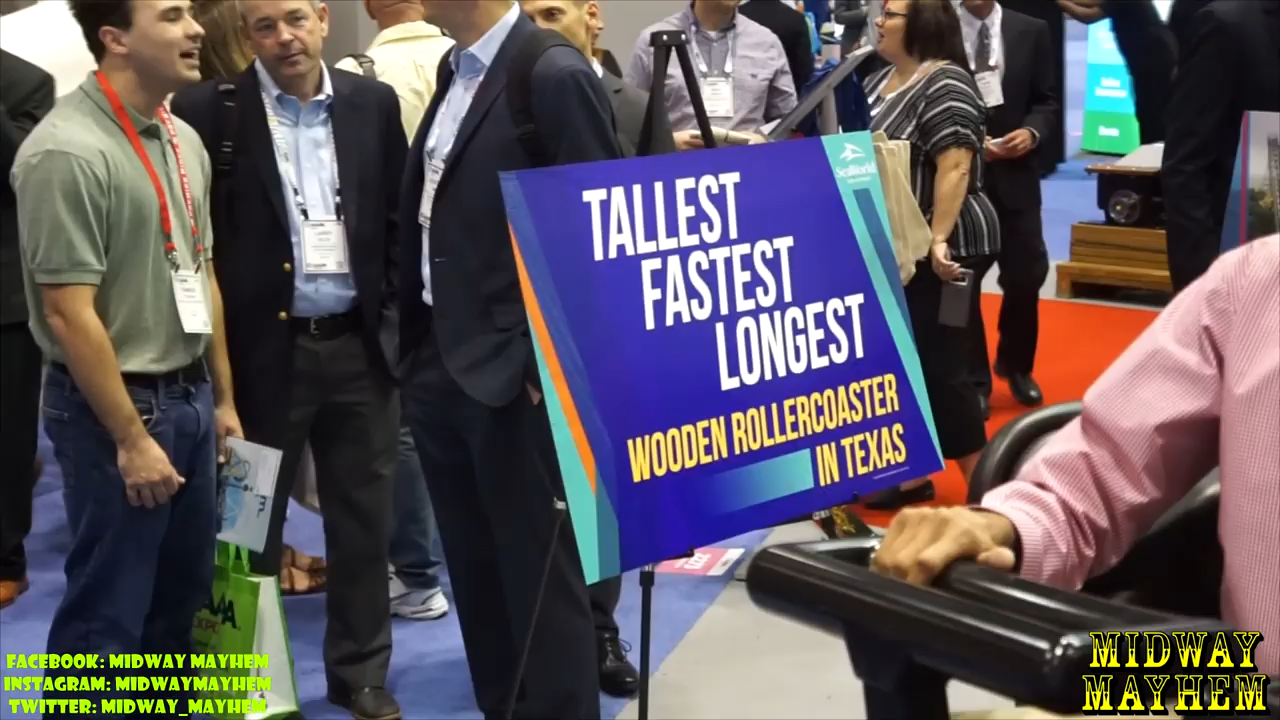 SeaWorld
TALLEST
FASTEST
LONGEST
WOODEN ROLLERCOASTER
IN TEXAS
FACEBOOK: MIDWAY MAYHEM
INSTAGRAM: MIDWAYMAYHEM
TWITTER: MIDWAY_MAYHEM
MIDWAY
MAYHEM